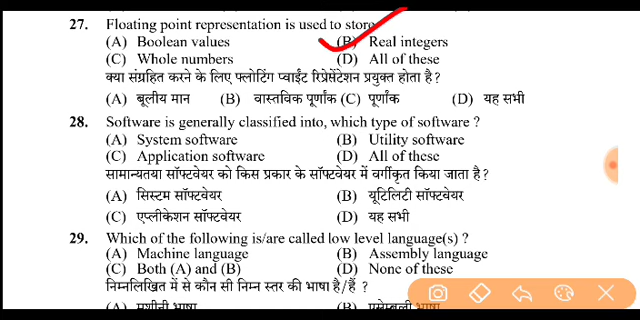 27. Floating point representation is used to store
(A) Boolean values (B) Real integers
(C) Whole numbers (D) All of these
क्या संग्रहित करने के लिए फ्लोटिंग प्वाईंट रिप्रेसेंटेशन प्रयुक्त होता है ?
(A) बूलीय मान (B) वास्तविक पूर्णांक (C) पूर्णांक (D) यह सभी
28. Software is generally classified into, which type of software ?
(A) System software (B) Utility software
(C) Application software (D) All of these
सामान्यतया सॉफ्टवेयर को किस प्रकार के सॉफ्टवेयर में वर्गीकृत किया जाता है ?
(A) सिस्टम सॉफ्टवेयर (B) यूटिलिटी सॉफ्टवेयर
(C) एप्लीकेशन सॉफ्टवेयर (D) यह सभी
29. Which of the following is/are called low level language(s) ?
(A) Machine language (B) Assembly language
(C) Both (A) and (B) (D) None of these
निम्नलिखित में से कौन सी निम्न स्तर की भाषा है/हैं ?
(A) मशीनी भाषा (B) एसेम्बली भाषा